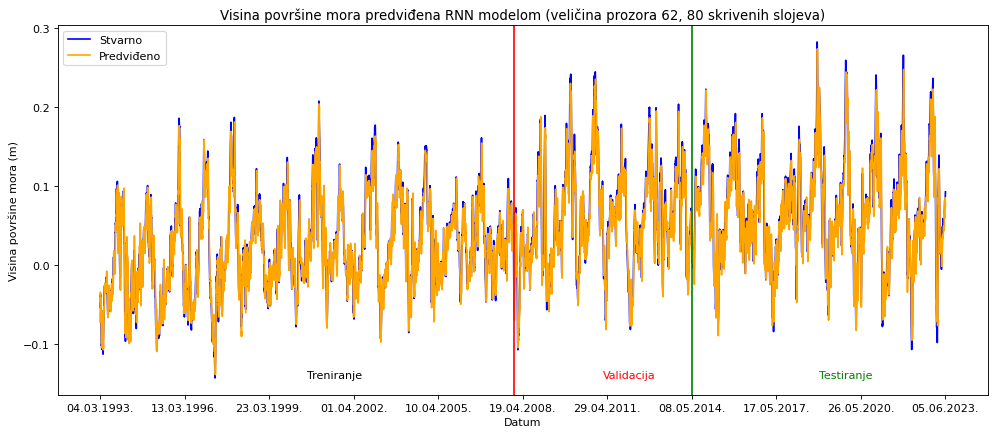 Visina površine mora predviđena RNN modelom (veličina prozora 62, 80 skrivenih slojeva)
Stvarno
Predviđeno
Visina površine mora (m)
0.3
0.2
0.1
0.0
−0.1
Treniranje
Validacija
Testiranje
04.03.1993. 13.03.1996. 23.03.1999. 01.04.2002. 10.04.2005. 19.04.2008. 29.04.2011. 08.05.2014. 17.05.2017. 26.05.2020. 05.06.2023.
Datum